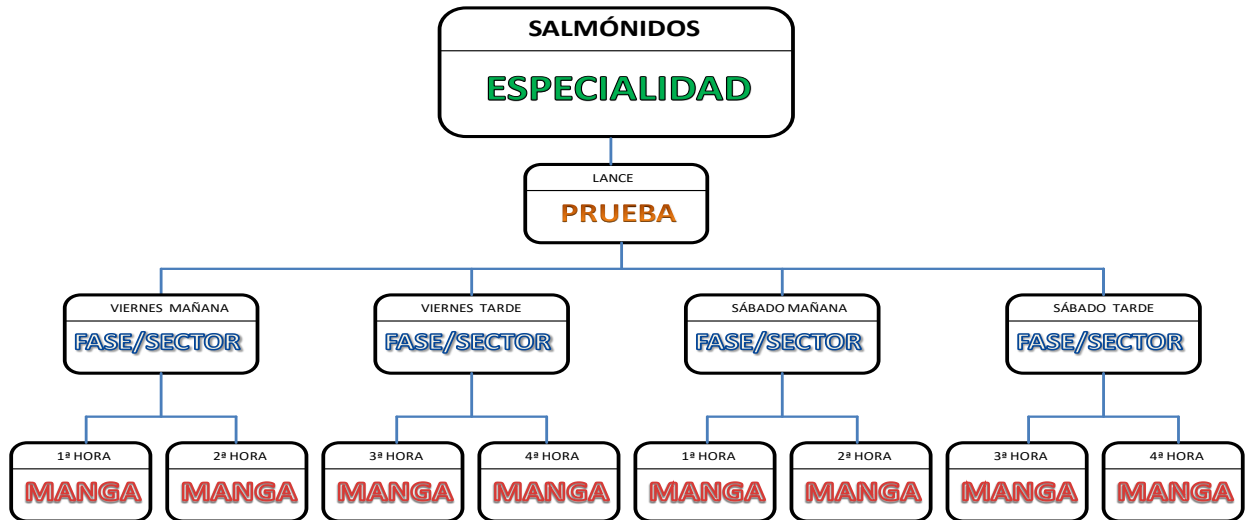 SALMÓNIDOS
ESPECIALIDAD
LANCE
PRUEBA
VIERNES MAÑANA
FASE/SECTOR
VIERNES TARDE
FASE/SECTOR
SÁBADO MAÑANA
FASE/SECTOR
SÁBADO TARDE
FASE/SECTOR
1ª HORA
MANGA
2ª HORA
MANGA
3ª HORA
MANGA
4ª HORA
MANGA
1ª HORA
MANGA
2ª HORA
MANGA
3ª HORA
MANGA
4ª HORA
MANGA